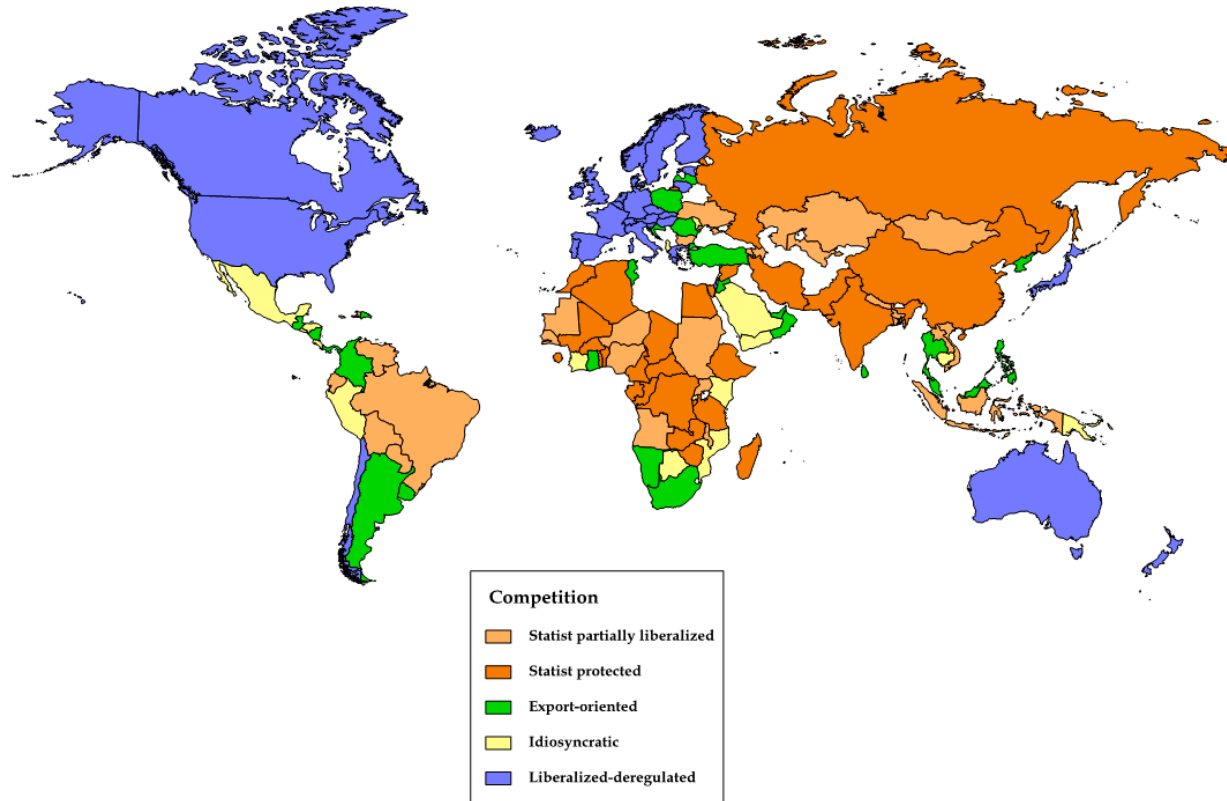 Competition
Statist partially liberalized
Statist protected
Export-oriented
Idiosyncratic
Liberalized-deregulated